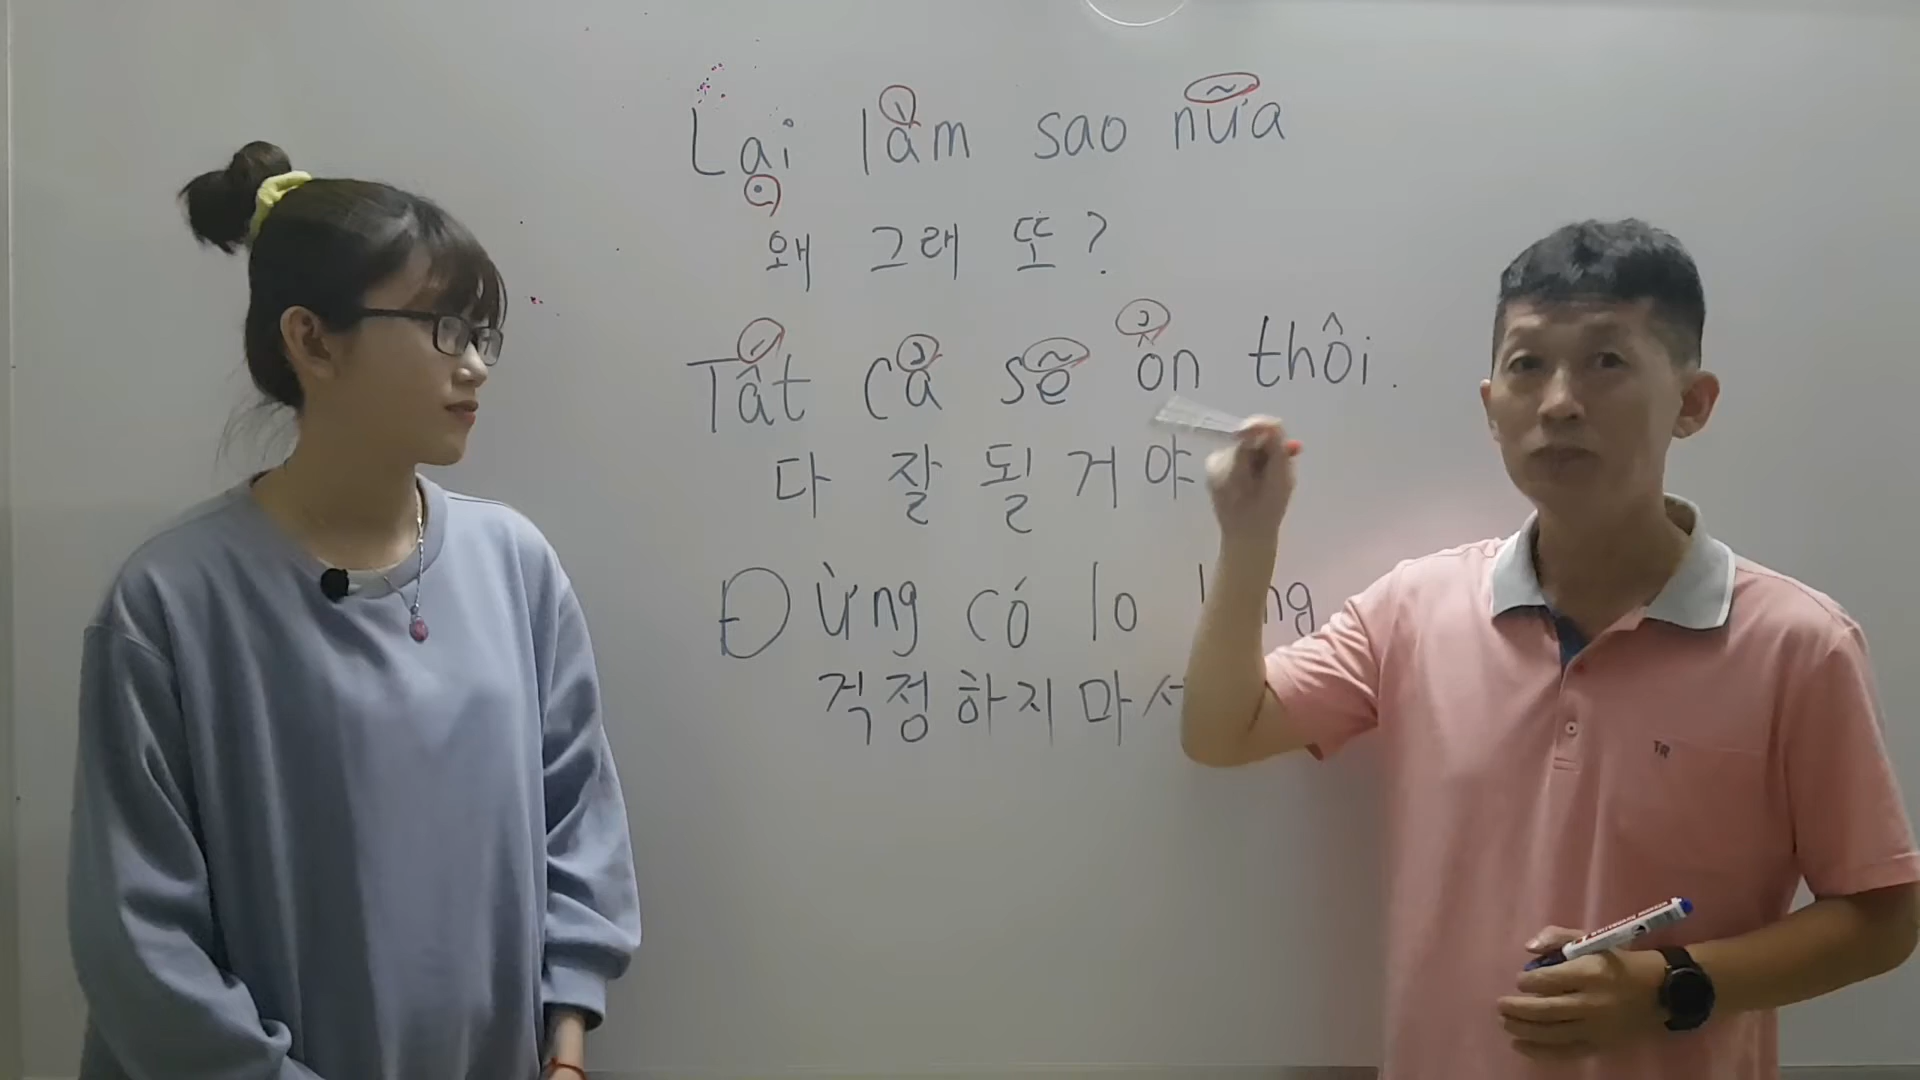 Lại làm sao nữa
왜 그래 또?
Tất cả sẽ ổn thôi.
다 잘 될 거 야
Đừng có lo
걱정하지 마
TR